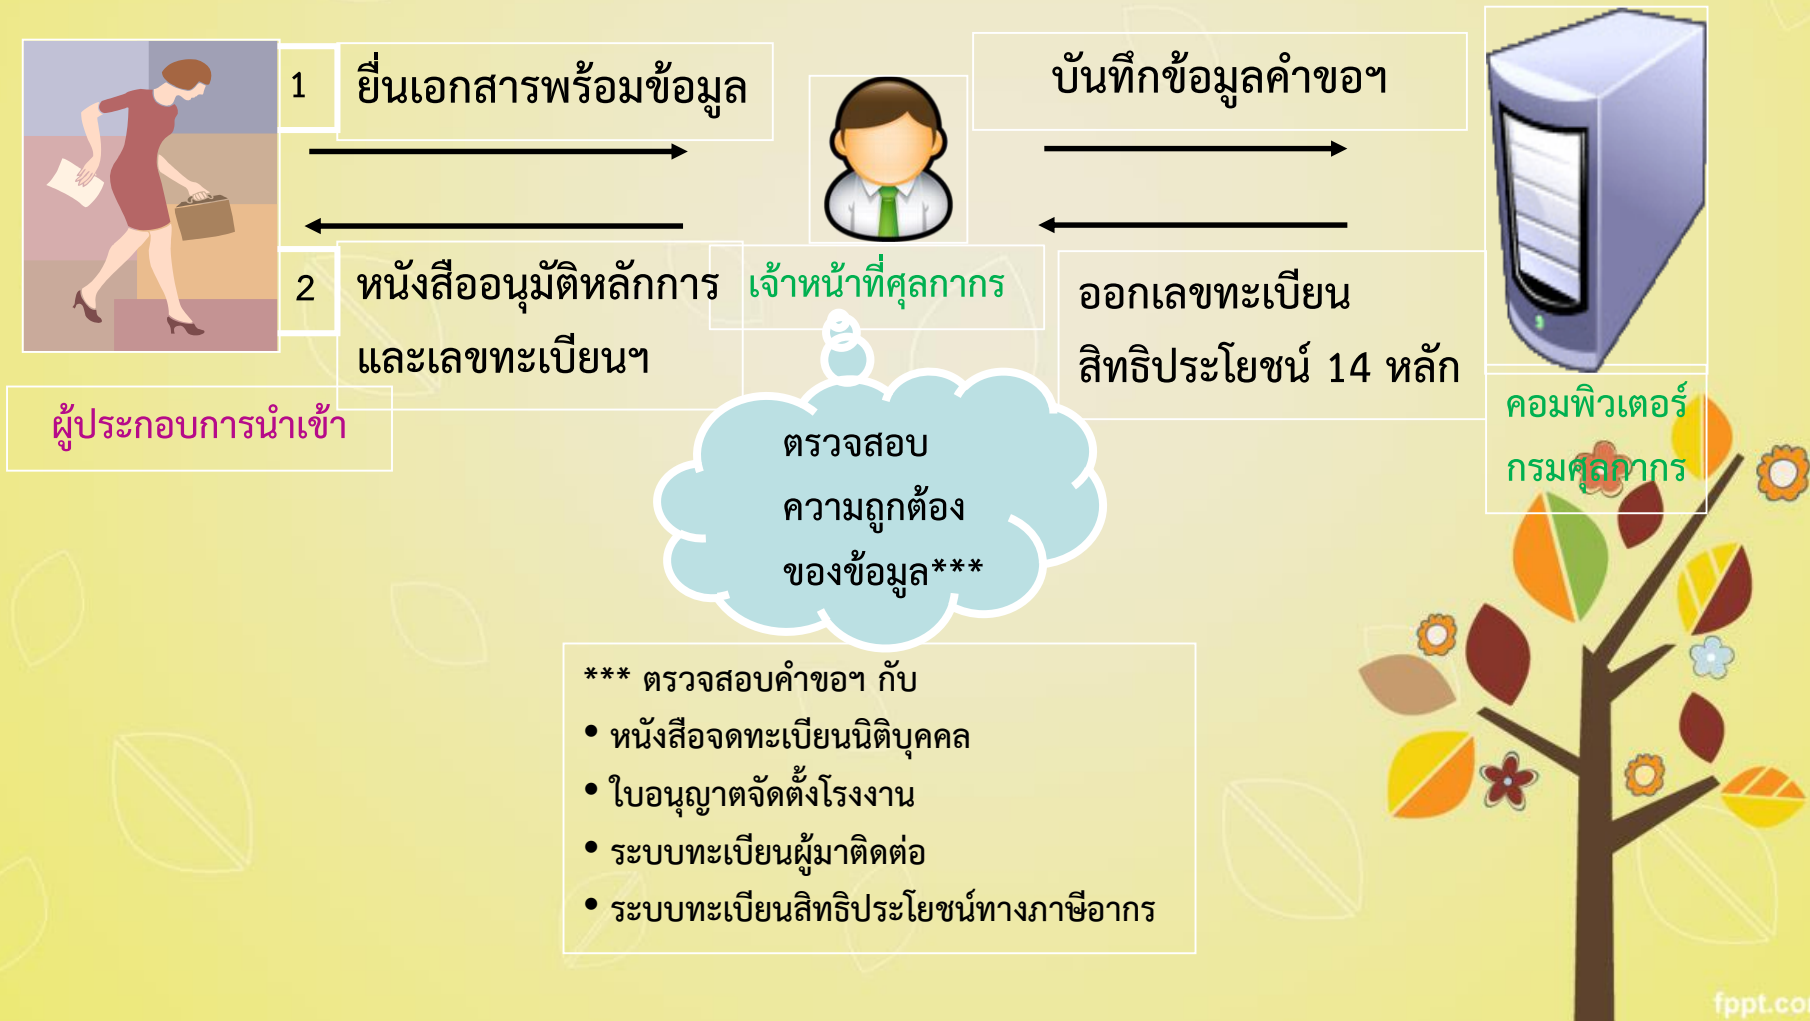 1
ยื่นเอกสารพร้อมข้อมูล
บันทึกข้อมูลคำขอฯ
2
หนังสืออนุมัติหลักการ
และเลขทะเบียนฯ
เจ้าหน้าที่ศุลกากร
ออกเลขทะเบียน
สิทธิประโยชน์ 14 หลัก
ผู้ประกอบการนำเข้า
คอมพิวเตอร์
กรมศุลกากร
ตรวจสอบ
ความถูกต้อง
ของข้อมูล***
*** ตรวจสอบคำขอฯ กับ
• หนังสือจดทะเบียนนิติบุคคล
• ใบอนุญาตจัดตั้งโรงงาน
• ระบบทะเบียนผู้มาติดต่อ
• ระบบทะเบียนสิทธิประโยชน์ทางภาษีอากร